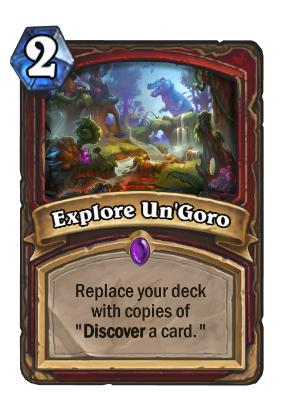 2
Explore Un'Goro
Replace your deck
with copies of
"Discover a card."